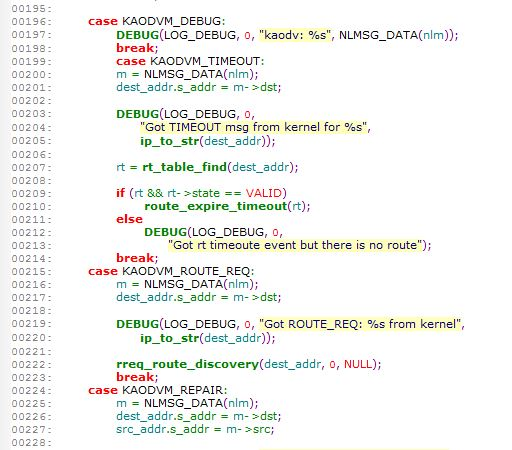 00195:
00196: case KAODVM_DEBUG:
00197: DEBUG(LOG_DEBUG, 0, "kaodv: %s", NLMSG_DATA(nlm));
00198: break;
00199: case KAODVM_TIMEOUT:
00200: m = NLMSG_DATA(nlm);
00201: dest_addr.s_addr = m->dst;
00202:
00203: DEBUG(LOG_DEBUG, 0,
00204: "Got TIMEOUT msg from kernel for %s",
00205: ip_to_str(dest_addr));
00206:
00207: rt = rt_table_find(dest_addr);
00208:
00209: if (rt && rt->state == VALID)
00210: route_expire_timeout(rt);
00211: else
00212: DEBUG(LOG_DEBUG, 0,
00213: "Got rt timeoute event but there is no route");
00214: break;
00215: case KAODVM_ROUTE_REQ:
00216: m = NLMSG_DATA(nlm);
00217: dest_addr.s_addr = m->dst;
00218:
00219: DEBUG(LOG_DEBUG, 0, "Got ROUTE_REQ: %s from kernel",
00220: ip_to_str(dest_addr));
00221:
00222: rreq_route_discovery(dest_addr, 0, NULL);
00223: break;
00224: case KAODVM_REPAIR:
00225: m = NLMSG_DATA(nlm);
00226: dest_addr.s_addr = m->dst;
00227: src_addr.s_addr = m->src;
00228: